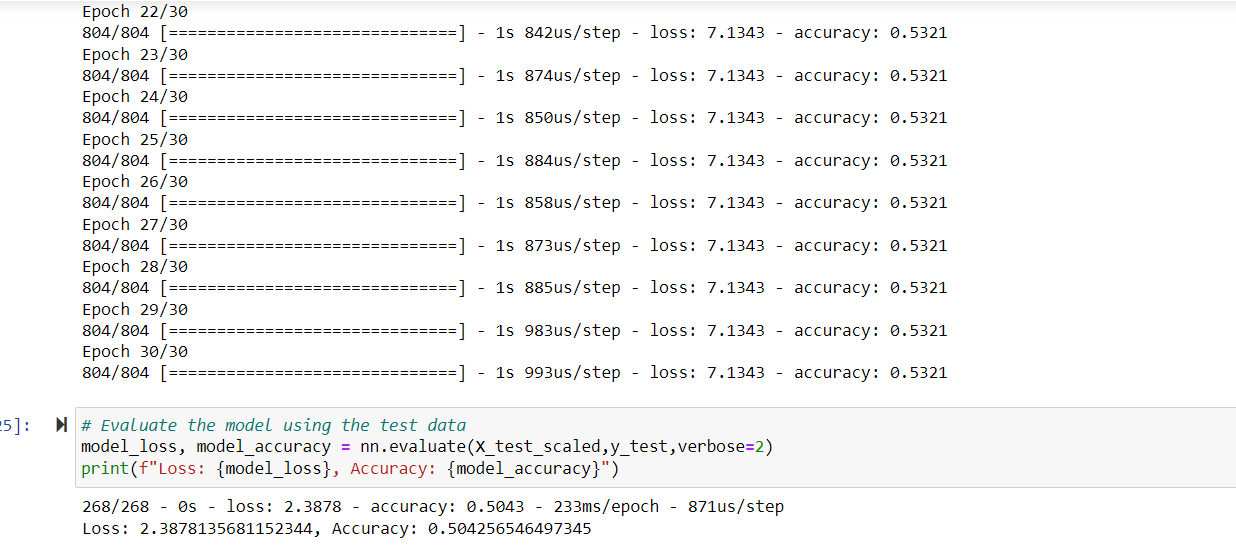 Epoch 22/30
804/804 [==============================] - 1s 842us/step - loss: 7.1343 - accuracy: 0.5321
Epoch 23/30
804/804 [==============================] - 1s 874us/step - loss: 7.1343 - accuracy: 0.5321
Epoch 24/30
804/804 [==============================] - 1s 850us/step - loss: 7.1343 - accuracy: 0.5321
Epoch 25/30
804/804 [==============================] - 1s 884us/step - loss: 7.1343 - accuracy: 0.5321
Epoch 26/30
804/804 [==============================] - 1s 858us/step - loss: 7.1343 - accuracy: 0.5321
Epoch 27/30
804/804 [==============================] - 1s 873us/step - loss: 7.1343 - accuracy: 0.5321
Epoch 28/30
804/804 [==============================] - 1s 885us/step - loss: 7.1343 - accuracy: 0.5321
Epoch 29/30
804/804 [==============================] - 1s 983us/step - loss: 7.1343 - accuracy: 0.5321
Epoch 30/30
804/804 [==============================] - 1s 993us/step - loss: 7.1343 - accuracy: 0.5321
25]: # Evaluate the model using the test data
model_loss, model_accuracy = nn.evaluate(X_test_scaled,y_test,verbose=2)
print(f"Loss: {model_loss}, Accuracy: {model_accuracy}")
268/268 - 0s - loss: 2.3878 - accuracy: 0.5043 - 233ms/epoch - 871us/step
Loss: 2.3878135681152344, Accuracy: 0.504256546497345